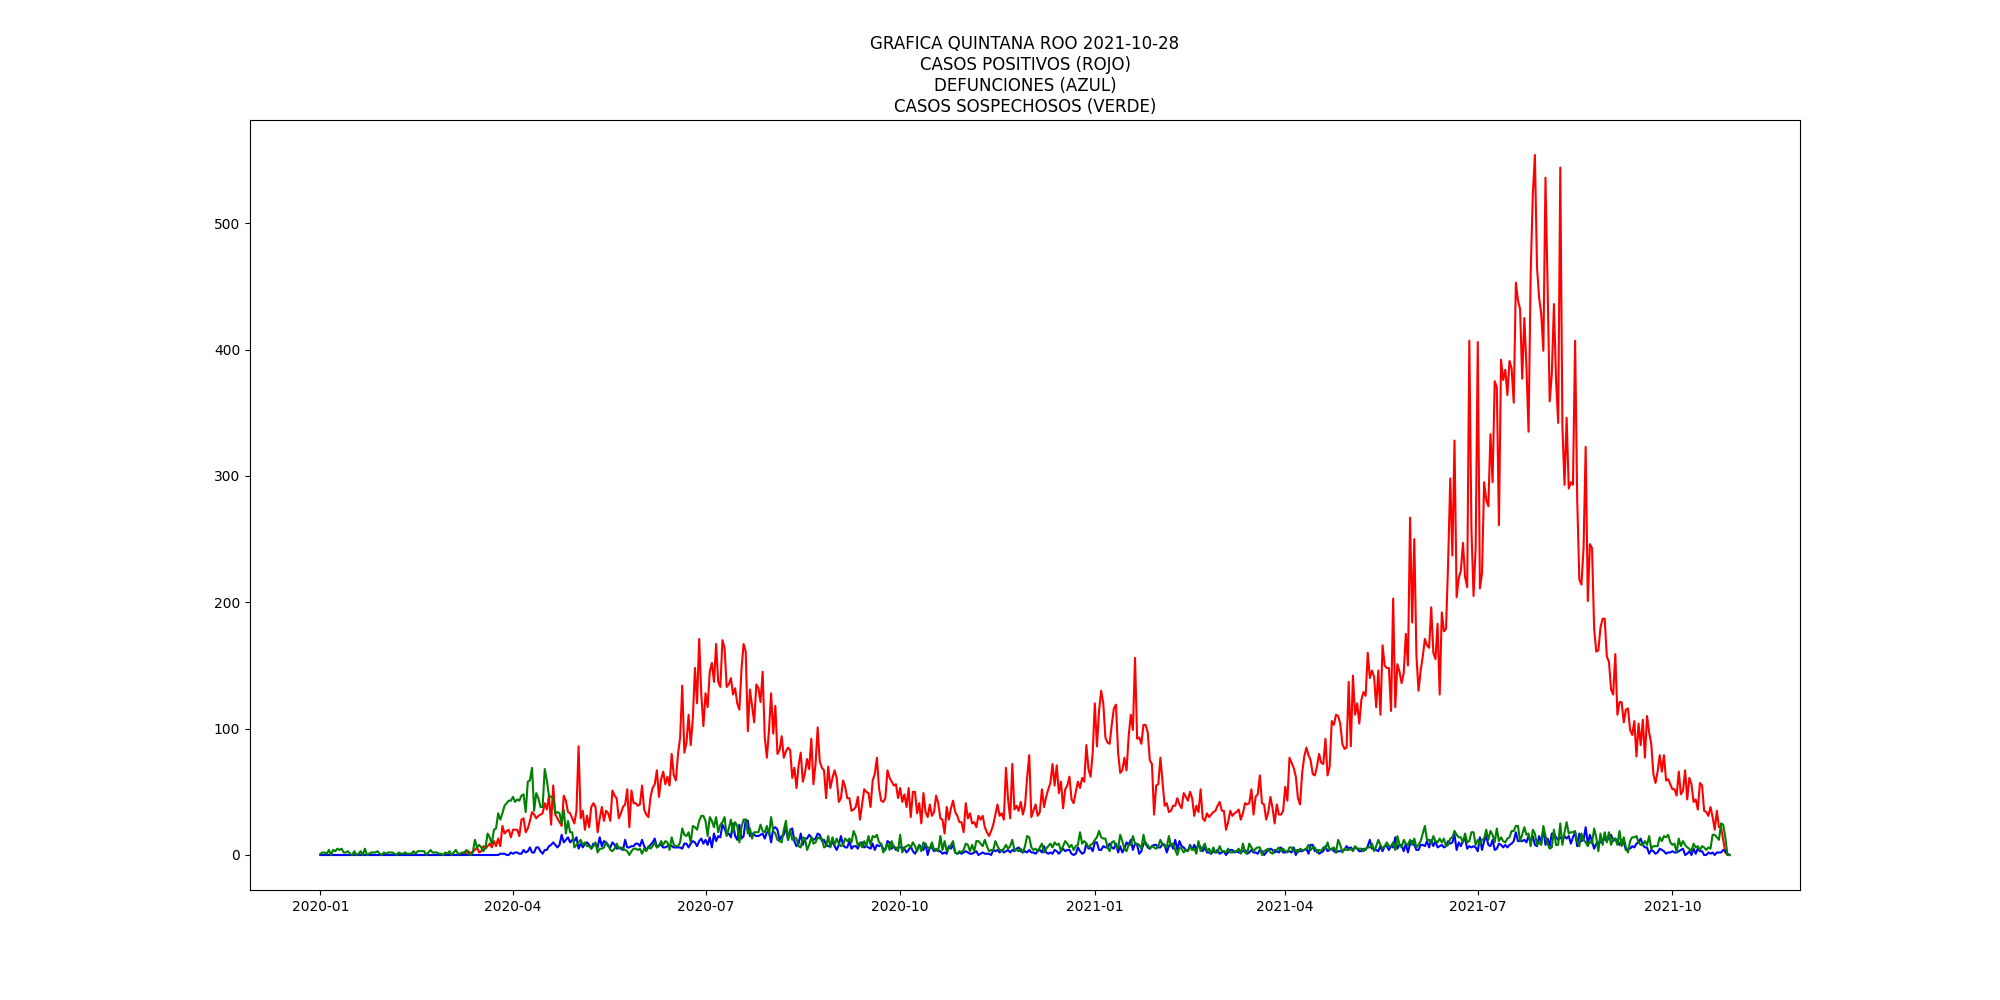 GRAFICA QUINTANA ROO 2021-10-28
CASOS POSITIVOS (ROJO)
DEFUNCIONES (AZUL)
CASOS SOSPECHOSOS (VERDE)
500
400
300
200
100
0
2020-01 2020-04 2020-07 2020-10 2021-01 2021-04 2021-07 2021-10